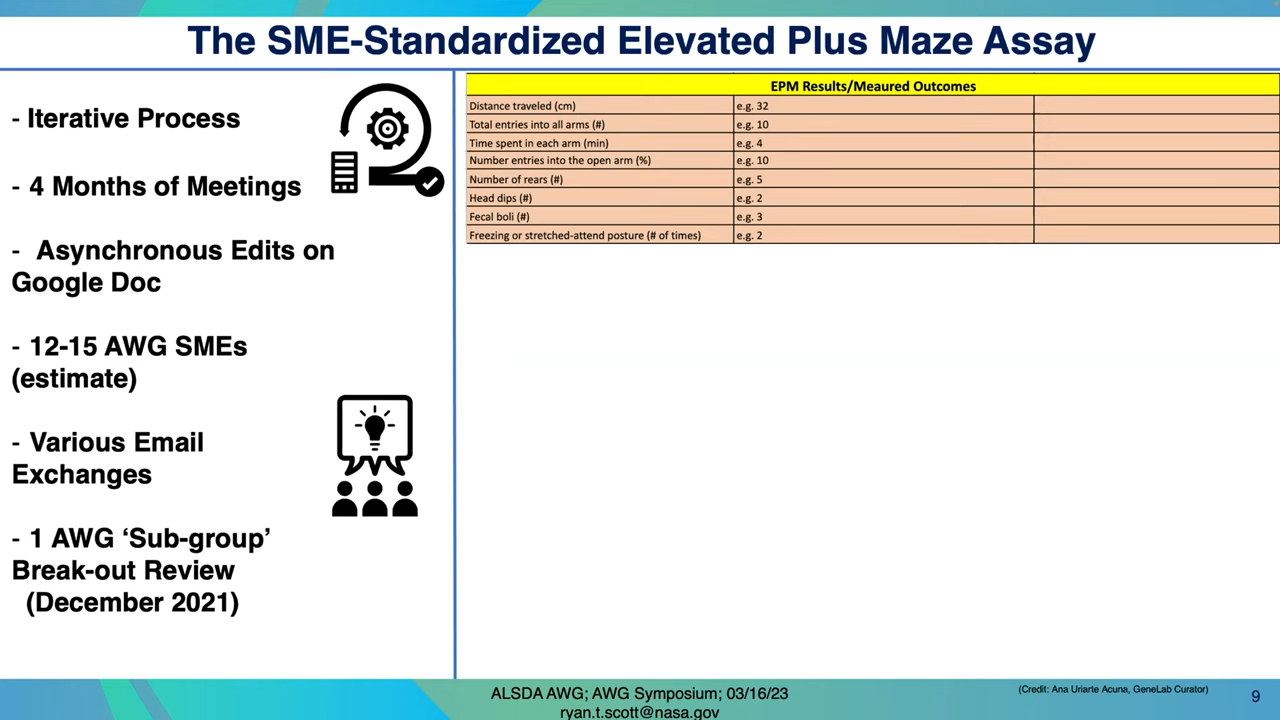 The SME-Standardized Elevated Plus Maze Assay
- Iterative Process
- 4 Months of Meetings
- Asynchronous Edits on
Google Doc
- 12-15 AWG SMEs
(estimate)
- Various Email
Exchanges
- 1 AWG ‘Sub-group’
Break-out Review
(December 2021)
EPM Results/Meaured Outcomes
Distance traveled (cm) e.g. 32
Total entries into all arms (#) e.g. 10
Time spent in each arm (min) e.g. 4
Number entries into the open arm (%) e.g. 10
Number of rears (#) e.g. 5
Head dips (#) e.g. 2
Fecal boli (#) e.g. 3
Freezing or stretched-attend posture (# of times) e.g. 2
ALSDA AWG; AWG Symposium; 03/16/23
ryan.t.scott@nasa.gov
(Credit: Ana Uriarte Acuna, GeneLab Curator)
9